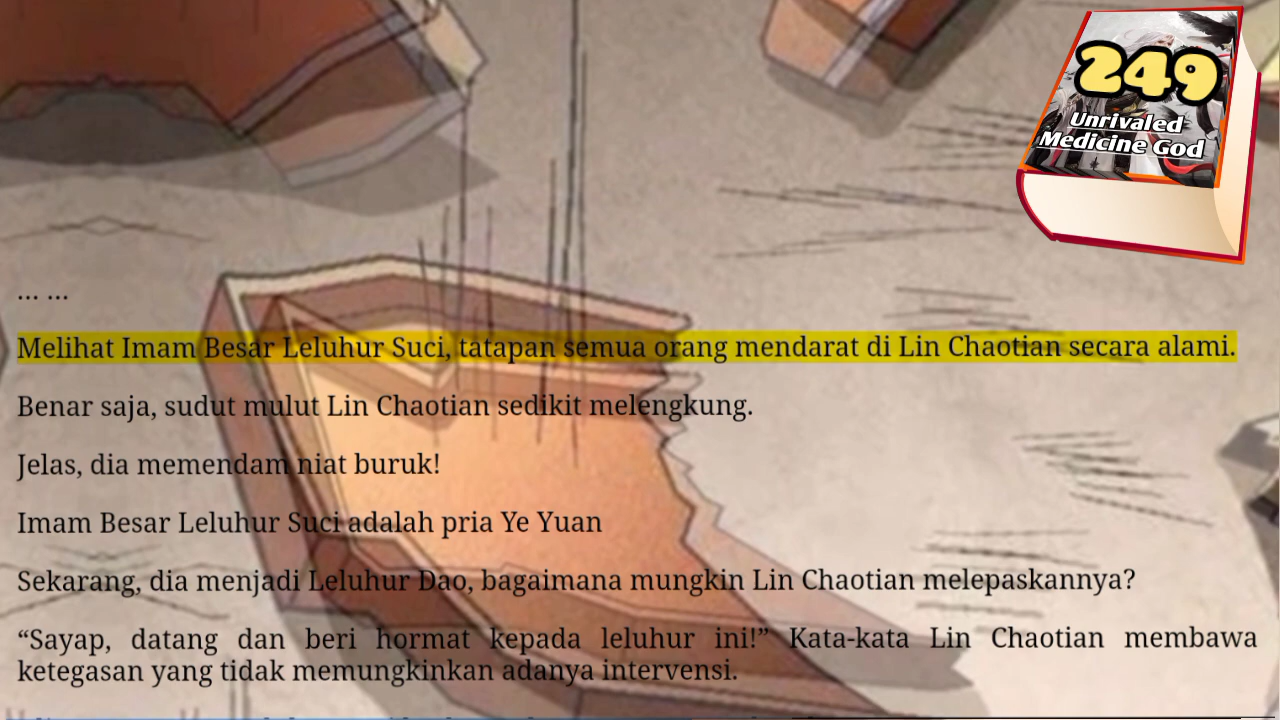 249
Unrivaled
Medicine God
... ...
Melihat Imam Besar Leluhur Suci, tatapan semua orang mendarat di Lin Chaotian secara alami.
Benar saja, sudut mulut Lin Chaotian sedikit melengkung.
Jelas, dia memendam niat buruk!
Imam Besar Leluhur Suci adalah pria Ye Yuan
Sekarang, dia menjadi Leluhur Dao, bagaimana mungkin Lin Chaotian melepaskannya?
“Sayap, datang dan beri hormat kepada leluhur ini!” Kata-kata Lin Chaotian membawa
ketegasan yang tidak memungkinkan adanya intervensi.